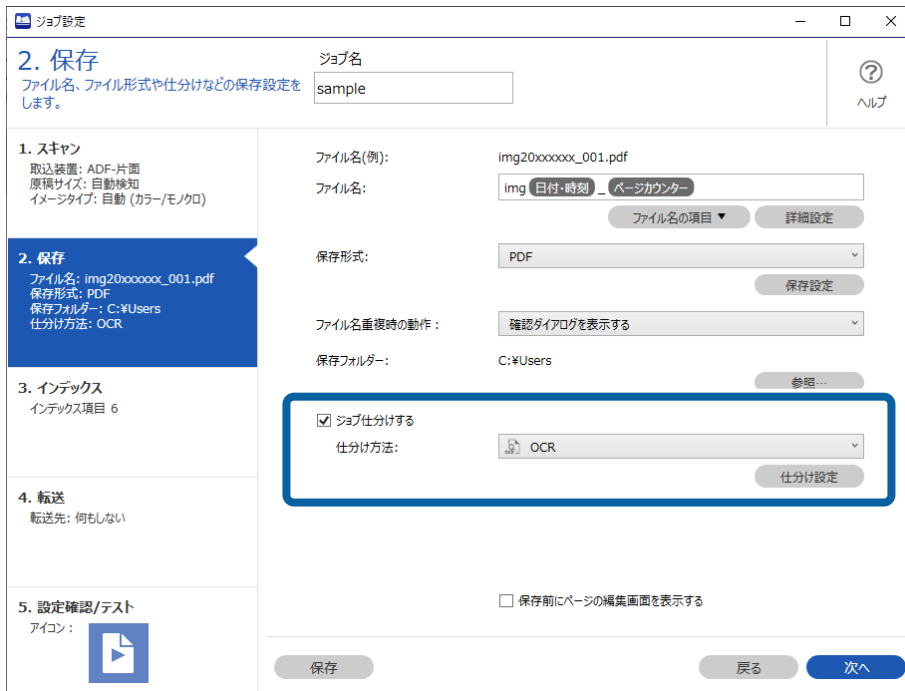 ジョブ設定
2. 保存
ファイル名、ファイル形式や仕分けなどの保存設定を
します。
ジョブ名
sample
ヘルプ
1. スキャン
取込装置: ADF-片面
原稿サイズ: 自動検知
イメージタイプ: 自動 (カラー/モノクロ)
2. 保存
ファイル名: img20xxxxxx_001.pdf
保存形式: PDF
保存フォルダー: C:¥Users
仕分け方法: OCR
3. インデックス
インデックス項目 6
4. 転送
転送先: 何もしない
5. 設定確認/テスト
アイコン :
ファイル名(例): img20xxxxxx_001.pdf
ファイル名: img 日付・時刻 _ ページカウンター
ファイル名の項目▼ 詳細設定
保存形式: PDF
保存設定
ファイル名重複時の動作 : 確認ダイアログを表示する
保存フォルダー: C:¥Users
参照…
ジョブ仕分けする
仕分け方法: OCR
仕分け設定
保存前にページの編集画面を表示する
保存 戻る 次へ